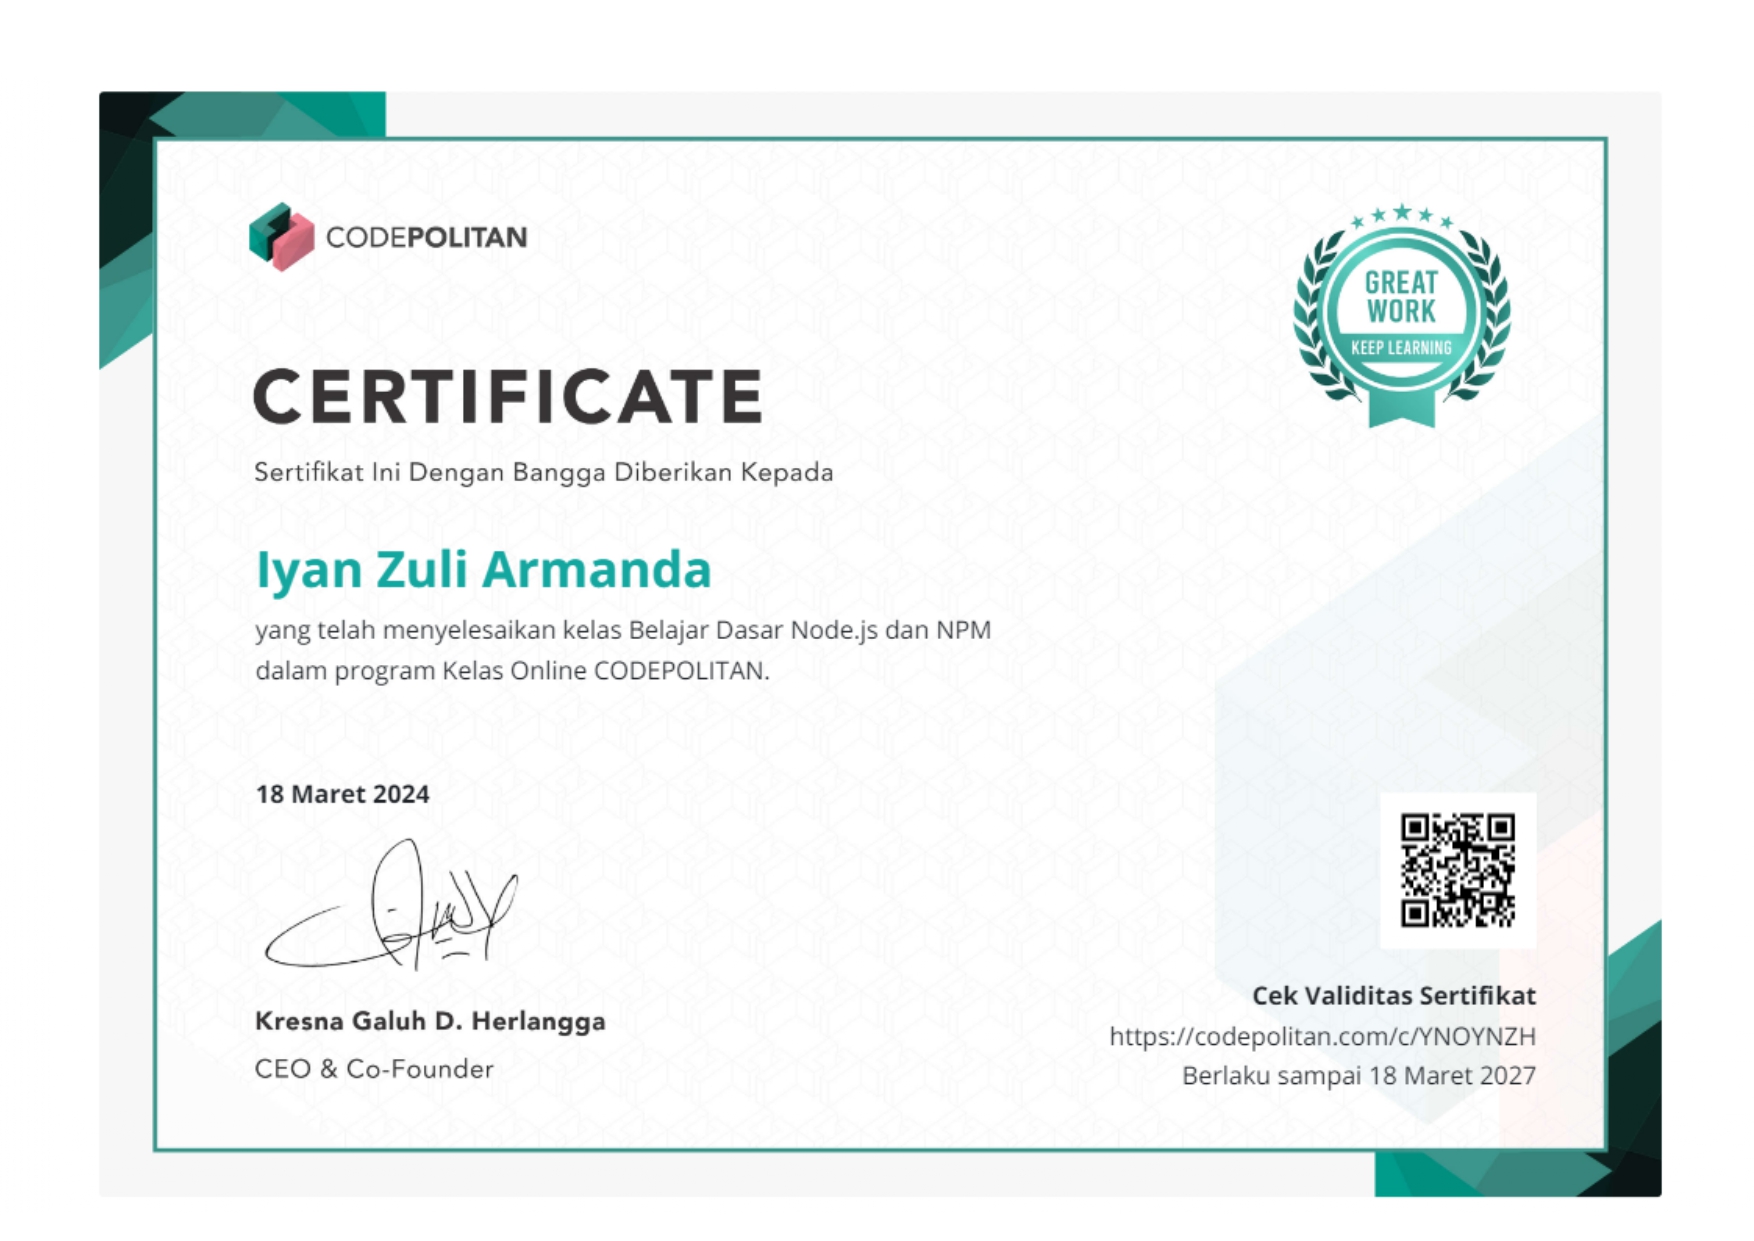 CODEPOLITAN
GREAT
WORK
KEEP LEARNING
CERTIFICATE
Sertifikat Ini Dengan Bangga Diberikan Kepada
Iyan Zuli Armanda
yang telah menyelesaikan kelas Belajar Dasar Node.js dan NPM
dalam program Kelas Online CODEPOLITAN.
18 Maret 2024
Kresna Galuh D. Herlangga
CEO & Co-Founder
Cek Validitas Sertifikat
https://codepolitan.com/c/YNOYNZH
Berlaku sampai 18 Maret 2027